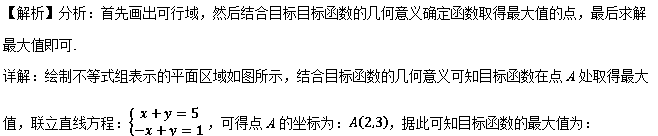 【解析】分析：首先画出可行域，然后结合目标目标函数的几何意义确定函数取得最大值的点，最后求解
最大值即可.
详解：绘制不等式组表示的平面区域如图所示，结合目标函数的几何意义可知目标函数在点 A 处取得最大
值，联立直线方程：{x+y=5 -x+y=1，可得点 A 的坐标为：A(2,3)，据此可知目标函数的最大值为：